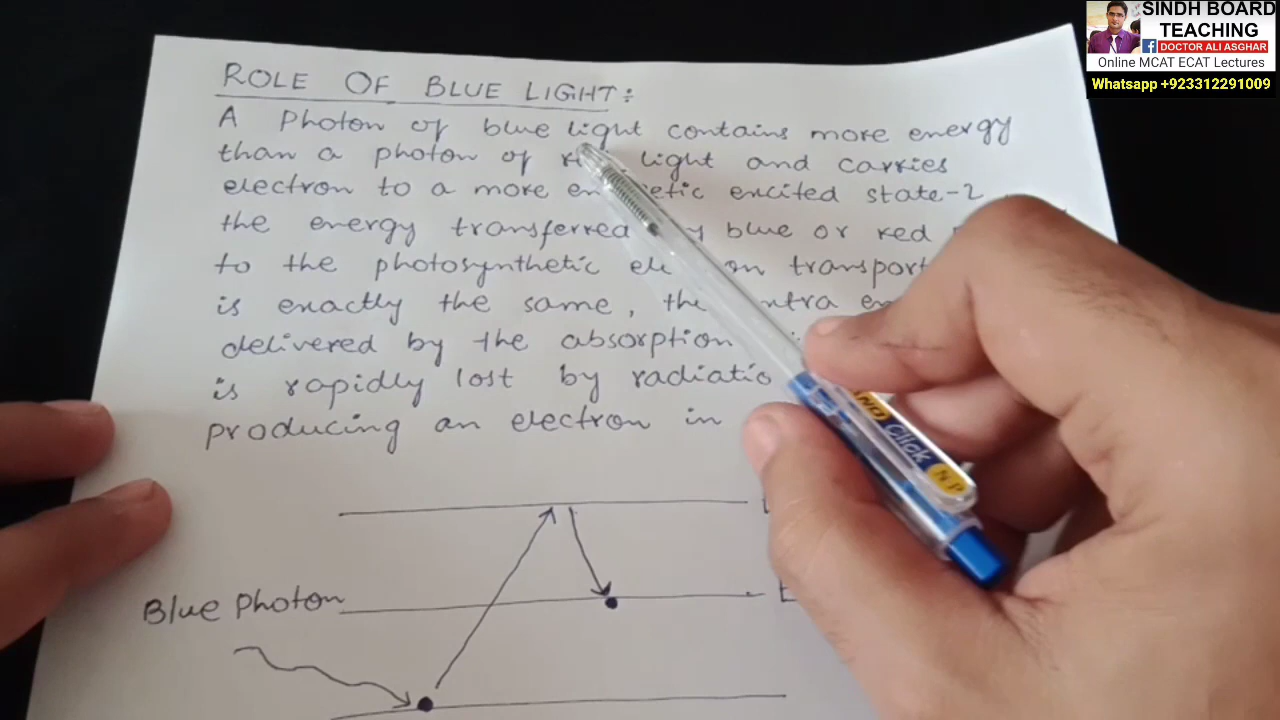 SINDH BOARD
TEACHING
f DOCTOR ALI ASGHAR
Online MCAT ECAT Lectures
Whatsapp +923312291009
ROLE OF BLUE LIGHT:
A Photon of blue light contains more energy
than a photon of light and carries
electron to a more excited state-2
the energy transferred blue or red
to the photosynthetic transport
is exactly the same, the
delivered by the absorption
is rapidly lost by
producing an electron in
Blue Photon
Click
NP